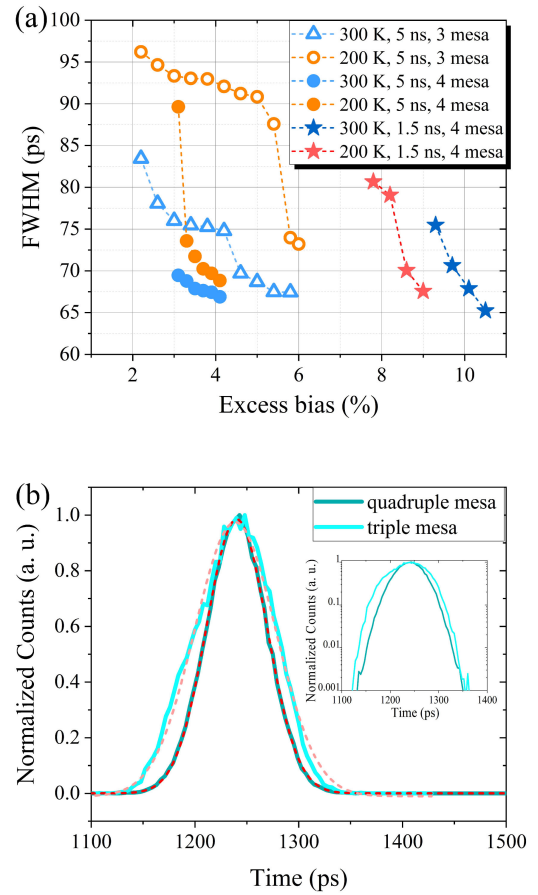 (a)
100
95
90
85
80
75
70
65
60
FWHM (ps)
300 K, 5 ns, 3 mesa
200 K, 5 ns, 3 mesa
300 K, 5 ns, 4 mesa
200 K, 5 ns, 4 mesa
300 K, 1.5 ns, 4 mesa
200 K, 1.5 ns, 4 mesa
2 4 6 8 10
Excess bias (%)
(b)
1.0
0.8
0.6
0.4
0.2
0.0
Normalized Counts (a. u.)
quadruple mesa
triple mesa
1
0.1
0.01
0.001
Normalized Counts (a. u.)
1100 1200 1300 1400
Time (ps)
1100 1200 1300 1400 1500
Time (ps)